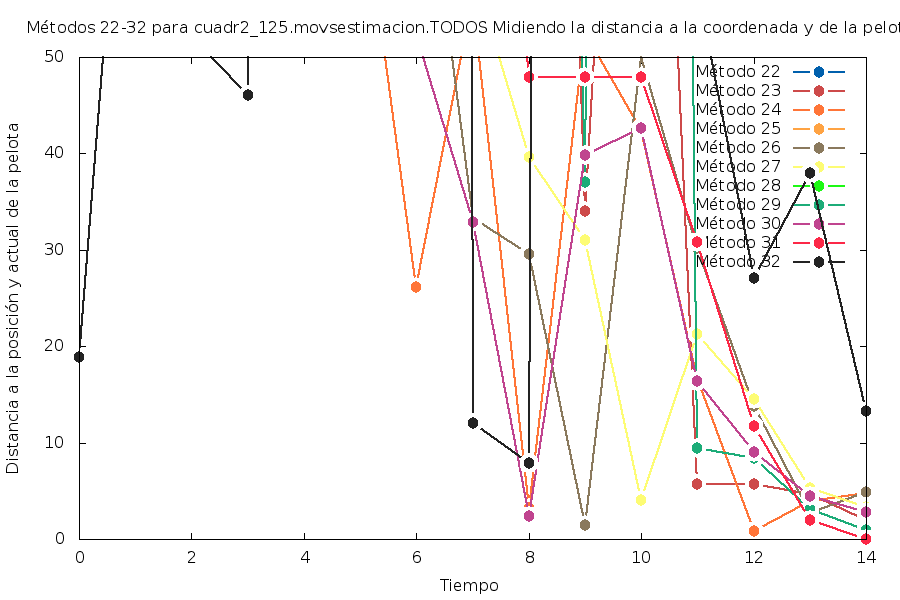 Métodos 22-32 para cuadr2_125.movsestimacion.TODOS Midiendo la distancia a la coordenada y de la pelot
50
40
30
20
10
0
0 2 4 6 8 10 12 14
Distancia a la posición y actual de la pelota
Tiempo
Método 22
Método 23
Método 24
Método 25
Método 26
Método 27
Método 28
Método 29
Método 30
Método 31
Método 32